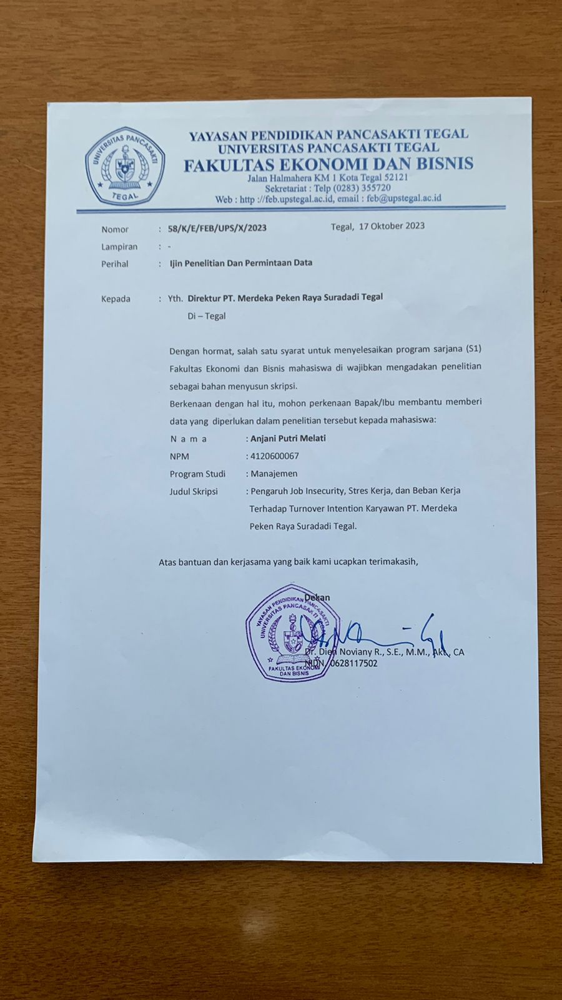 UNIVERSITAS PANCASAKTI
TEGAL
YAYASAN PENDIDIKAN PANCASAKTI TEGAL
UNIVERSITAS PANCASAKTI TEGAL
FAKULTAS EKONOMI DAN BISNIS
Jalan Halmahera KM 1 Kota Tegal 52121
Sekretariat : Telp (0283) 355720
Web : http ://feb.upstegal.ac.id, email : feb@upstegal.ac.id
Nomor : 58/K/E/FEB/UPS/X/2023 Tegal, 17 Oktober 2023
Lampiran : -
Perihal : Ijin Penelitian Dan Permintaan Data
Kepada : Yth. Direktur PT. Merdeka Peken Raya Suradadi Tegal
Di – Tegal
Dengan hormat, salah satu syarat untuk menyelesaikan program sarjana (S1)
Fakultas Ekonomi dan Bisnis mahasiswa di wajibkan mengadakan penelitian
sebagai bahan menyusun skripsi.
Berkenaan dengan hal itu, mohon perkenaan Bapak/Ibu membantu memberi
data yang diperlukan dalam penelitian tersebut kepada mahasiswa:
N a m a : Anjani Putri Melati
NPM : 4120600067
Program Studi : Manajemen
Judul Skripsi : Pengaruh Job Insecurity, Stres Kerja, dan Beban Kerja
Terhadap Turnover Intention Karyawan PT. Merdeka
Peken Raya Suradadi Tegal.
Atas bantuan dan kerjasama yang baik kami ucapkan terimakasih,
Dekan
YAYASAN PENDIDIKAN PANCASAKTI
UNIVERSITAS PANCASAKTI TEGAL
FAKULTAS EKONOMI
DAN BISNIS
Dr. Dien Noviany R., S.E., M.M., Akt., CA
NIDN. 0628117502